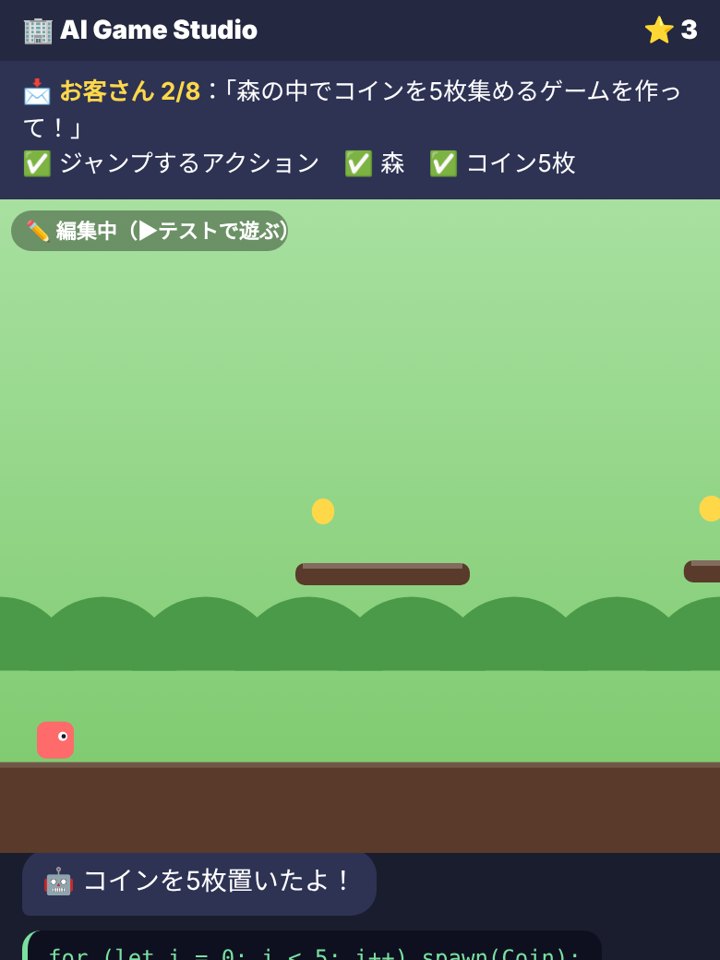 🏢 AI Game Studio ⭐ 3
📩 お客さん 2/8：「森の中でコインを5枚集めるゲームを作っ
て！」
✅ ジャンプするアクション ✅ 森 ✅ コイン5枚
✏️ 編集中（▶テストで遊ぶ）
🤖 コインを5枚置いたよ！
for (let i = 0; i < 5; i++) spawn(Coin);